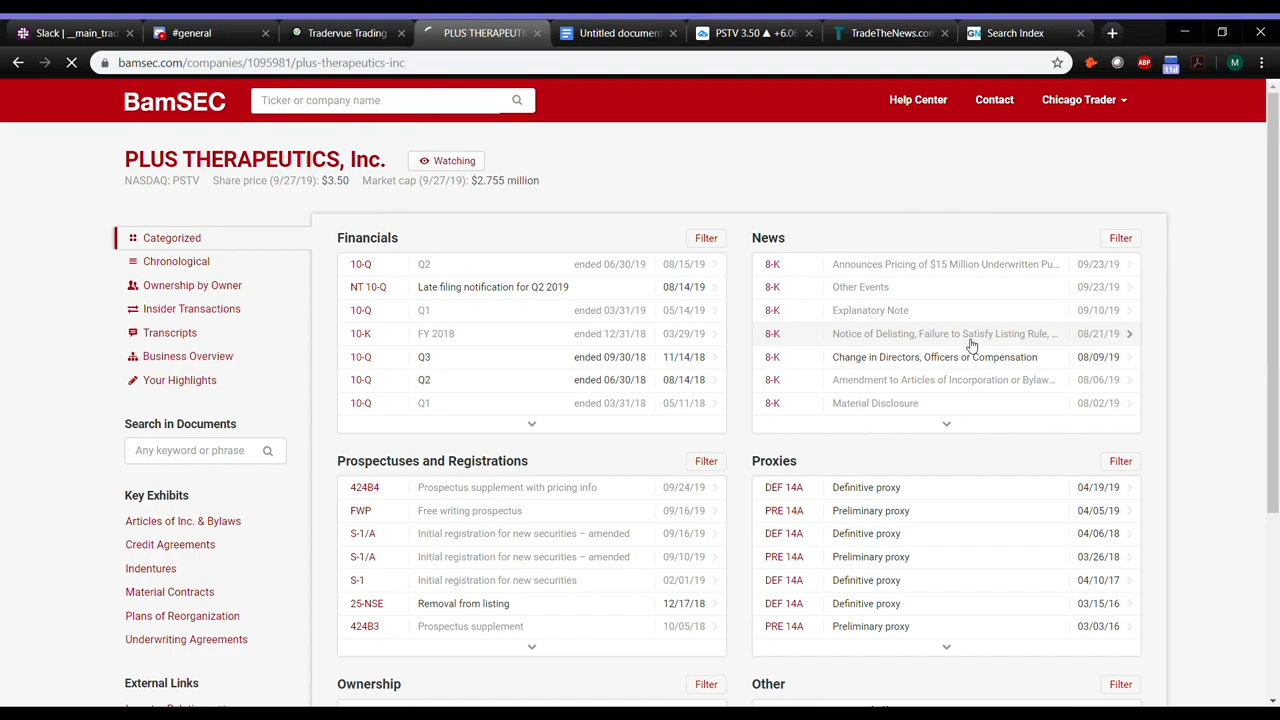 Slack | __main_trac
#general
Tradervue Trading
PLUS THERAPEUTI
Untitled document
PSTV 3.50 ▲ +6.06
TradeTheNews.com
GN Search Index
bamsec.com/companies/1095981/plus-therapeutics-inc
ABP
11d
M
BamSEC
Ticker or company name
Help Center
Contact
Chicago Trader
PLUS THERAPEUTICS, Inc.
Watching
NASDAQ: PSTV Share price (9/27/19): $3.50 Market cap (9/27/19): $2.755 million
Categorized
Chronological
Ownership by Owner
Insider Transactions
Transcripts
Business Overview
Your Highlights
Search in Documents
Any keyword or phrase
Key Exhibits
Articles of Inc. & Bylaws
Credit Agreements
Indentures
Material Contracts
Plans of Reorganization
Underwriting Agreements
External Links
Financials
Filter
10-Q Q2 ended 06/30/19 08/15/19
NT 10-Q Late filing notification for Q2 2019 08/14/19
10-Q Q1 ended 03/31/19 05/14/19
10-K FY 2018 ended 12/31/18 03/29/19
10-Q Q3 ended 09/30/18 11/14/18
10-Q Q2 ended 06/30/18 08/14/18
10-Q Q1 ended 03/31/18 05/11/18
News
Filter
8-K Announces Pricing of $15 Million Underwritten Pu... 09/23/19
8-K Other Events 09/23/19
8-K Explanatory Note 09/10/19
8-K Notice of Delisting, Failure to Satisfy Listing Rule, ... 08/21/19
8-K Change in Directors, Officers or Compensation 08/09/19
8-K Amendment to Articles of Incorporation or Bylaw... 08/06/19
8-K Material Disclosure 08/02/19
Prospectuses and Registrations
Filter
424B4 Prospectus supplement with pricing info 09/24/19
FWP Free writing prospectus 09/16/19
S-1/A Initial registration for new securities – amended 09/16/19
S-1/A Initial registration for new securities – amended 09/10/19
S-1 Initial registration for new securities 02/01/19
25-NSE Removal from listing 12/17/18
424B3 Prospectus supplement 10/05/18
Proxies
Filter
DEF 14A Definitive proxy 04/19/19
PRE 14A Preliminary proxy 04/05/19
DEF 14A Definitive proxy 04/06/18
PRE 14A Preliminary proxy 03/26/18
DEF 14A Definitive proxy 04/10/17
DEF 14A Definitive proxy 03/15/16
PRE 14A Preliminary proxy 03/03/16
Ownership
Filter
Other
Filter